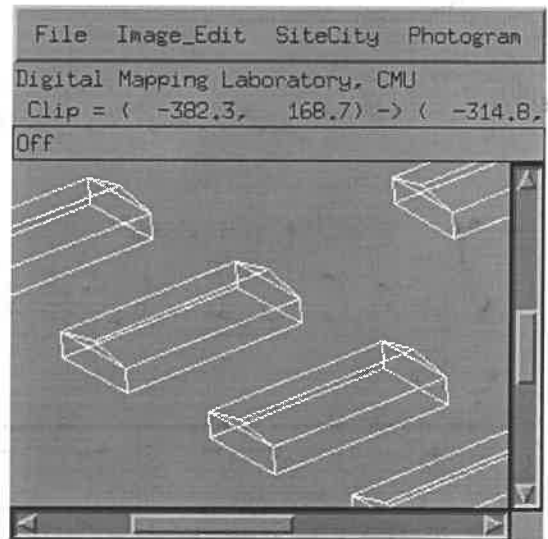 File Image_Edit SiteCity Photogram
Digital Mapping Laboratory, CMU
Clip = ( -382.3, 168.7) -> ( -314.8,
Off